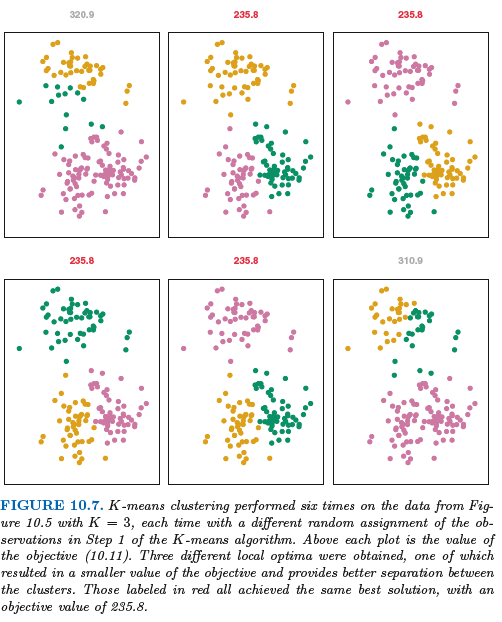 320.9 235.8 235.8
235.8 235.8 310.9
FIGURE 10.7. K-means clustering performed six times on the data from Fig-
ure 10.5 with K = 3, each time with a different random assignment of the ob-
servations in Step 1 of the K-means algorithm. Above each plot is the value of
the objective (10.11). Three different local optima were obtained, one of which
resulted in a smaller value of the objective and provides better separation between
the clusters. Those labeled in red all achieved the same best solution, with an
objective value of 235.8.